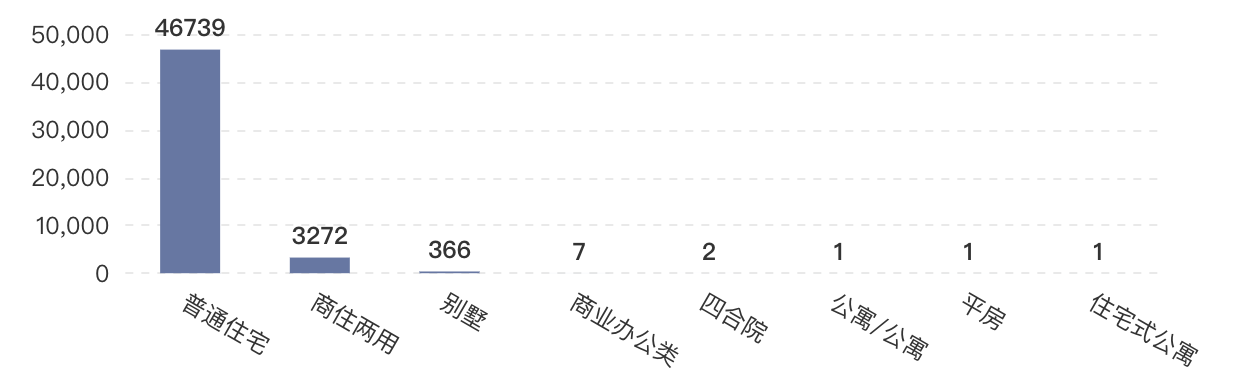 46739
50,000
40,000
30,000
20,000
10,000
0
3272
366
7
2
1
1
1
普通住宅
商住两用
别墅
商业办公类
四合院
公寓/公寓
平房
住宅式公寓